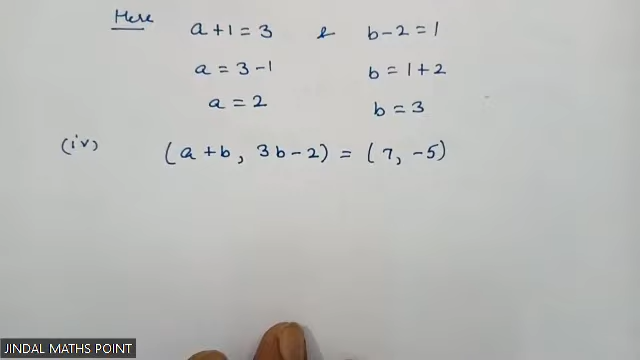 Here a+1=3 & b-2=1
a=3-1 b=1+2
a=2 b=3
(iv) (a+b, 3b-2) = (7, -5)
JINDAL MATHS POINT